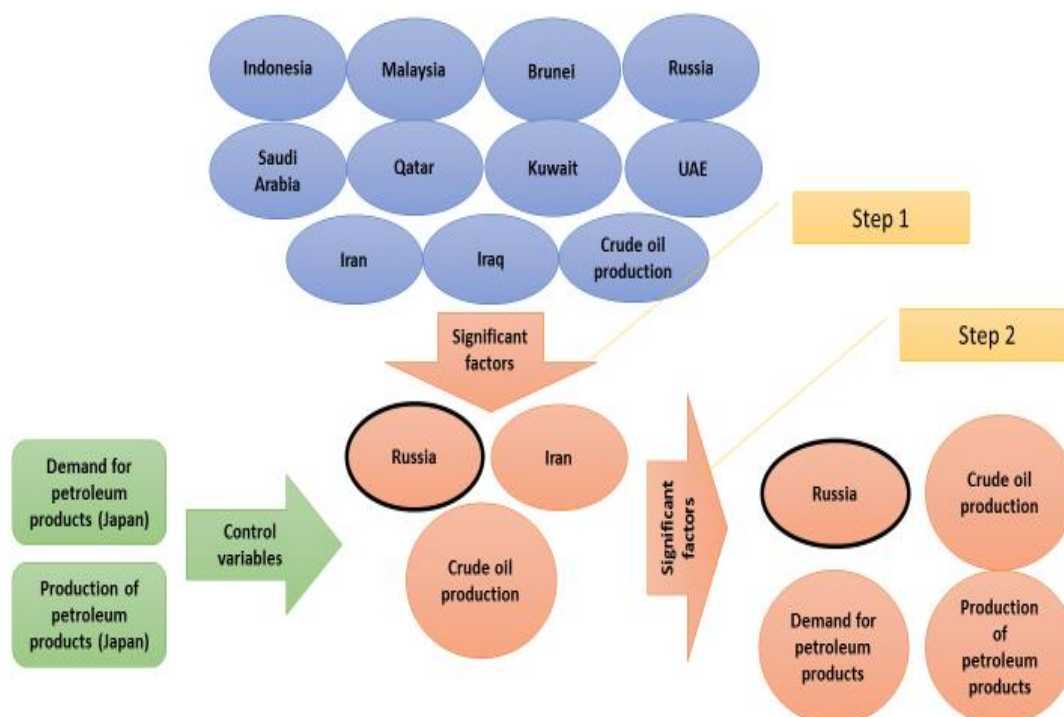 Indonesia
Malaysia
Brunei
Russia
Saudi
Arabia
Qatar
Kuwait
UAE
Iran
Iraq
Crude oil
production
Step 1
Significant
factors
Step 2
Demand for
petroleum
products (Japan)
Production of
petroleum
products (Japan)
Control
variables
Russia
Iran
Crude oil
production
Significant
factors
Russia
Crude oil
production
Demand for
petroleum
products
Production
of
petroleum
products